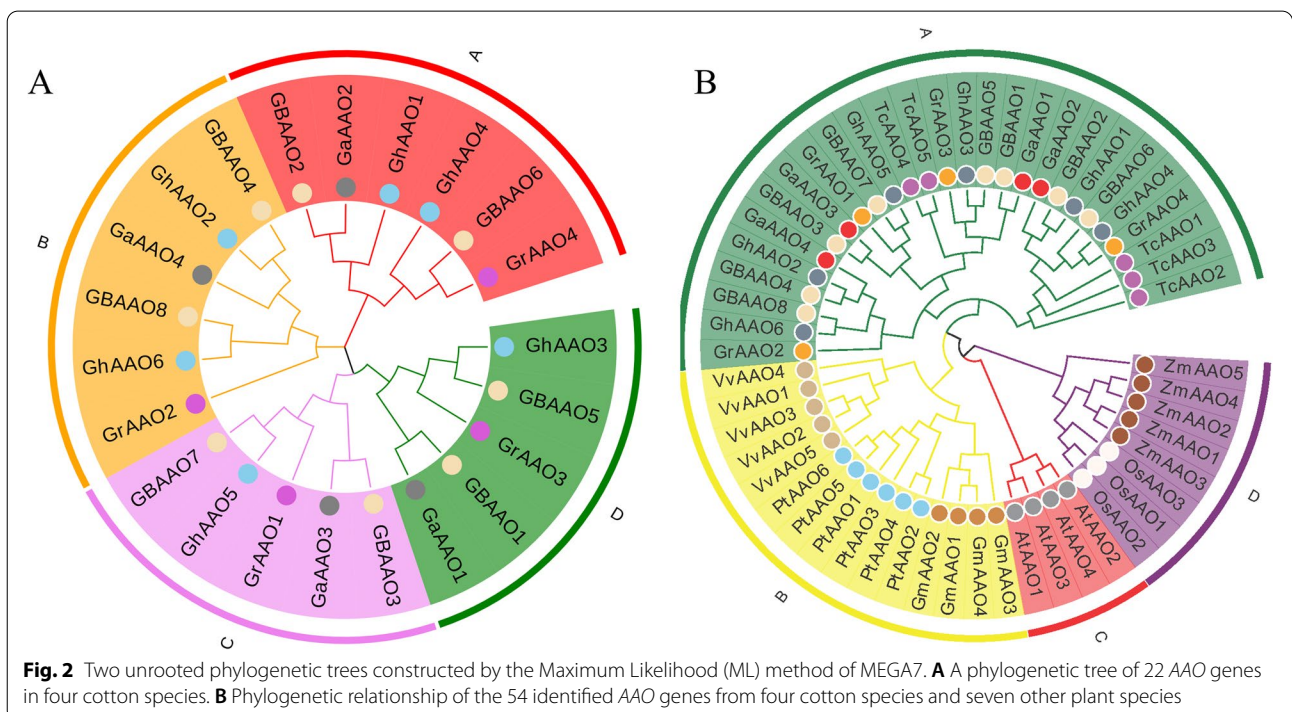 A
B
A
GBAAO2
GaAAO2
GhAAO1
GhAAO4
GBAAO6
GrAAO4
D
GhAAO3
GBAAO5
GrAAO3
GBAAO1
GaAAO1
C
GBAAO3
GaAAO3
GrAAO1
GhAAO5
GBAAO7
B
GrAAO2
GhAAO6
GBAAO8
GaAAO4
GhAAO2
GBAAO4
A
GrAAO2
GhAAO6
GBAAO8
GBAAO4
GhAAO2
GaAAO4
GBAAO3
GaAAO3
GrAAO1
GBAAO7
GhAAO5
TcAAO4
TcAAO5
GrAAO3
GhAAO3
GBAAO5
GBAAO1
GaAAO1
GaAAO2
GBAAO2
GhAAO1
GBAAO6
GhAAO4
GrAAO4
TcAAO1
TcAAO3
TcAAO2
D
ZmAAO5
ZmAAO4
ZmAAO2
ZmAAO1
ZmAAO3
OsAAO3
OsAAO1
OsAAO2
C
AtAAO2
AtAAO4
AtAAO3
AtAAO1
B
GmAAO3
GmAAO4
GmAAO1
GmAAO2
PtAAO2
PtAAO4
PtAAO3
PtAAO1
PtAAO5
PtAAO6
VvAAO5
VvAAO2
VvAAO3
VvAAO1
VvAAO4
Fig. 2 Two unrooted phylogenetic trees constructed by the Maximum Likelihood (ML) method of MEGA7. A A phylogenetic tree of 22 AAO genes
in four cotton species. B Phylogenetic relationship of the 54 identified AAO genes from four cotton species and seven other plant species